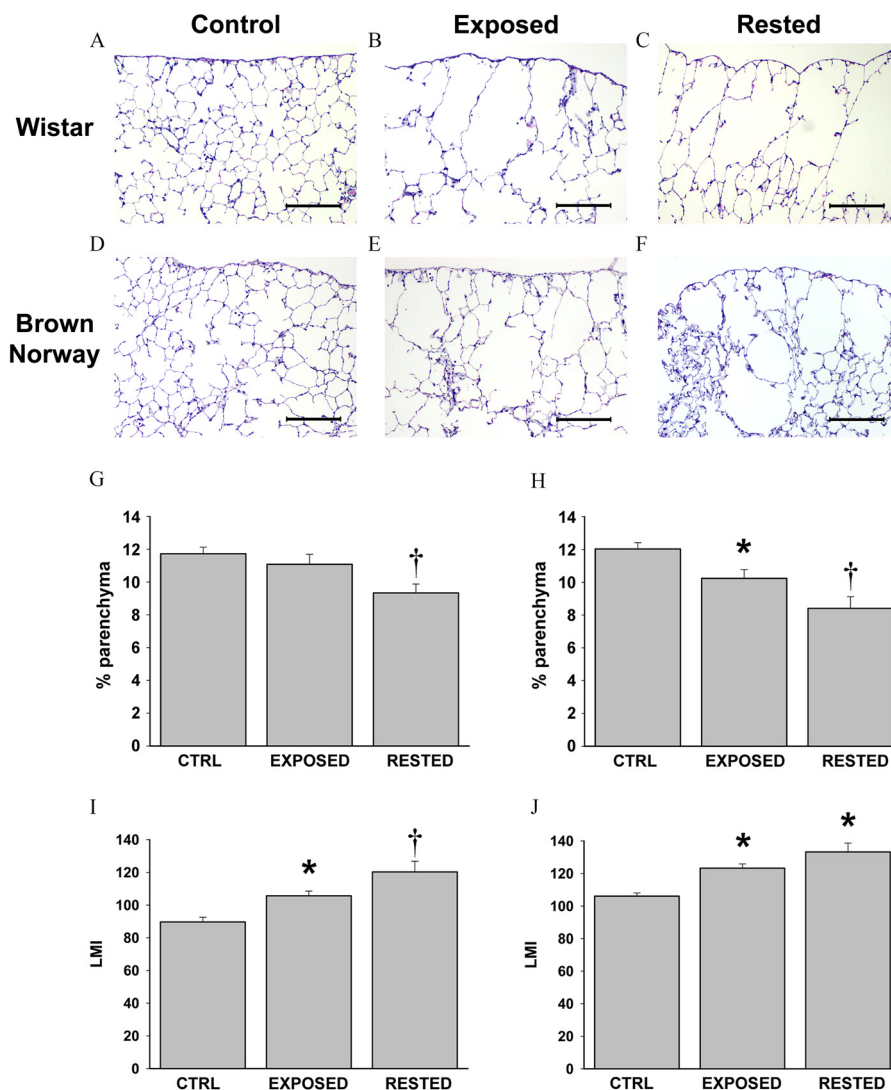 Control Exposed Rested
A B C
Wistar
D E F
Brown
Norway
G H
14
12
10
8
6
4
2
0
% parenchyma
†
CTRL EXPOSED RESTED
14
12
10
8
6
4
2
0
% parenchyma
*
†
CTRL EXPOSED RESTED
I J
140
120
100
80
60
40
20
0
LMI
*
†
CTRL EXPOSED RESTED
140
120
100
80
60
40
20
0
LMI
*
*
CTRL EXPOSED RESTED